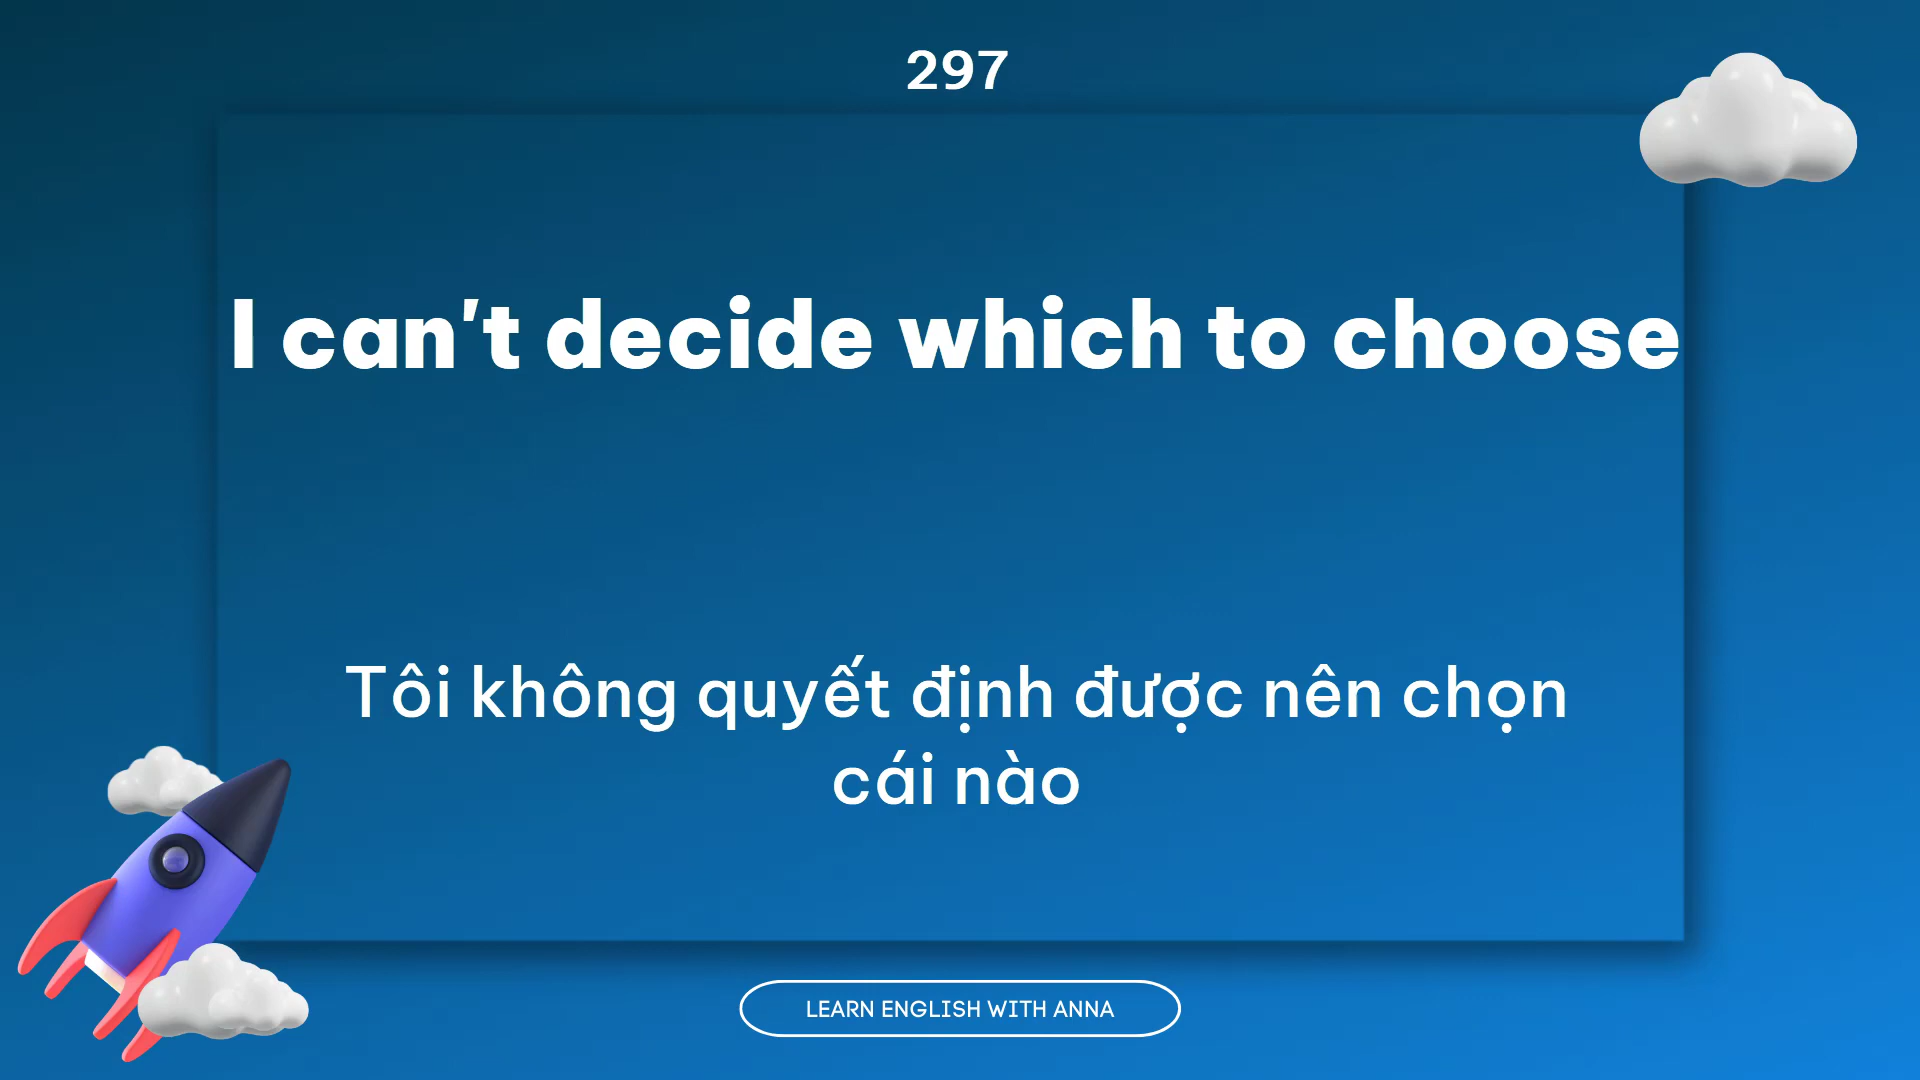 297
I can't decide which to choose
Tôi không quyết định được nên chọn
cái nào
LEARN ENGLISH WITH ANNA